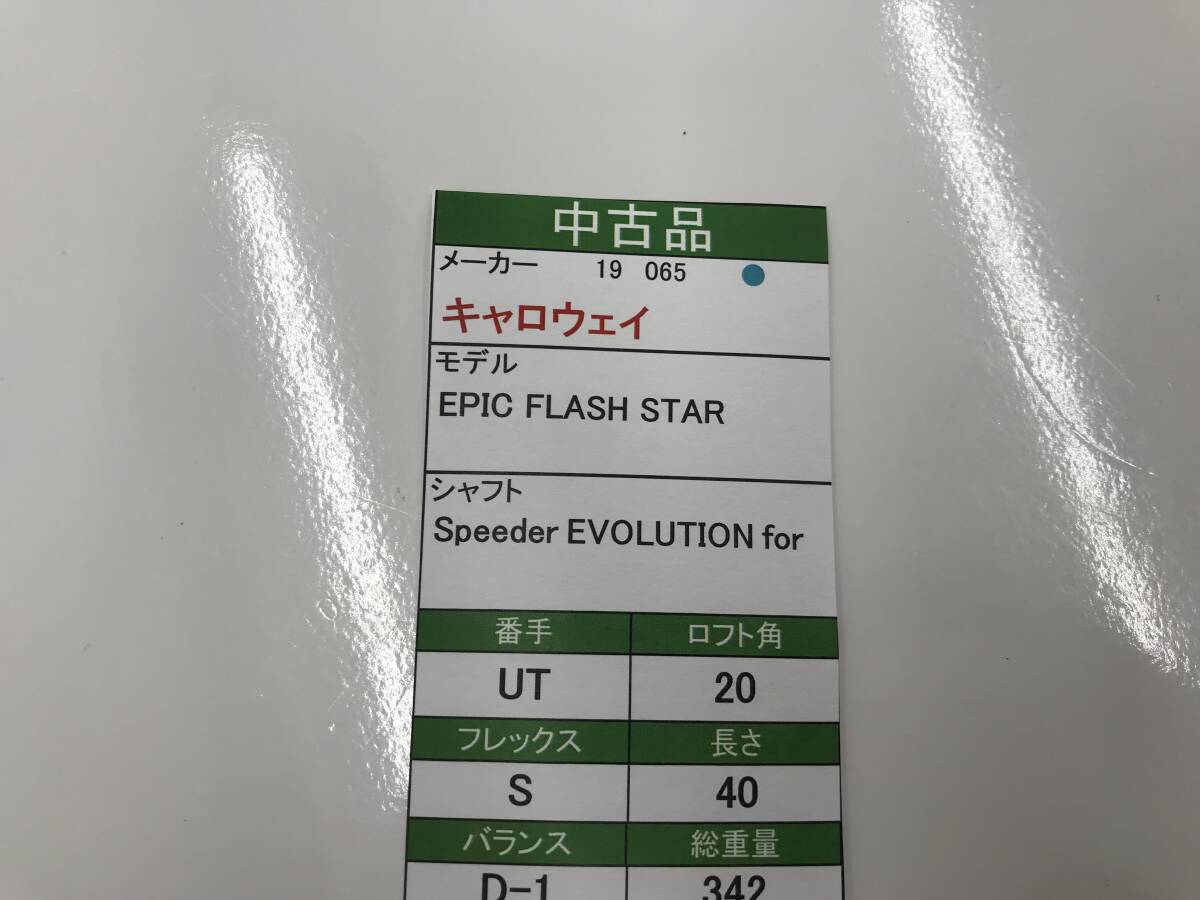 中古品
メーカー 19 065
キャロウェイ
モデル
EPIC FLASH STAR
シャフト
Speeder EVOLUTION for
番手 ロフト角
UT 20
フレックス 長さ
S 40
バランス 総重量
D-1 342